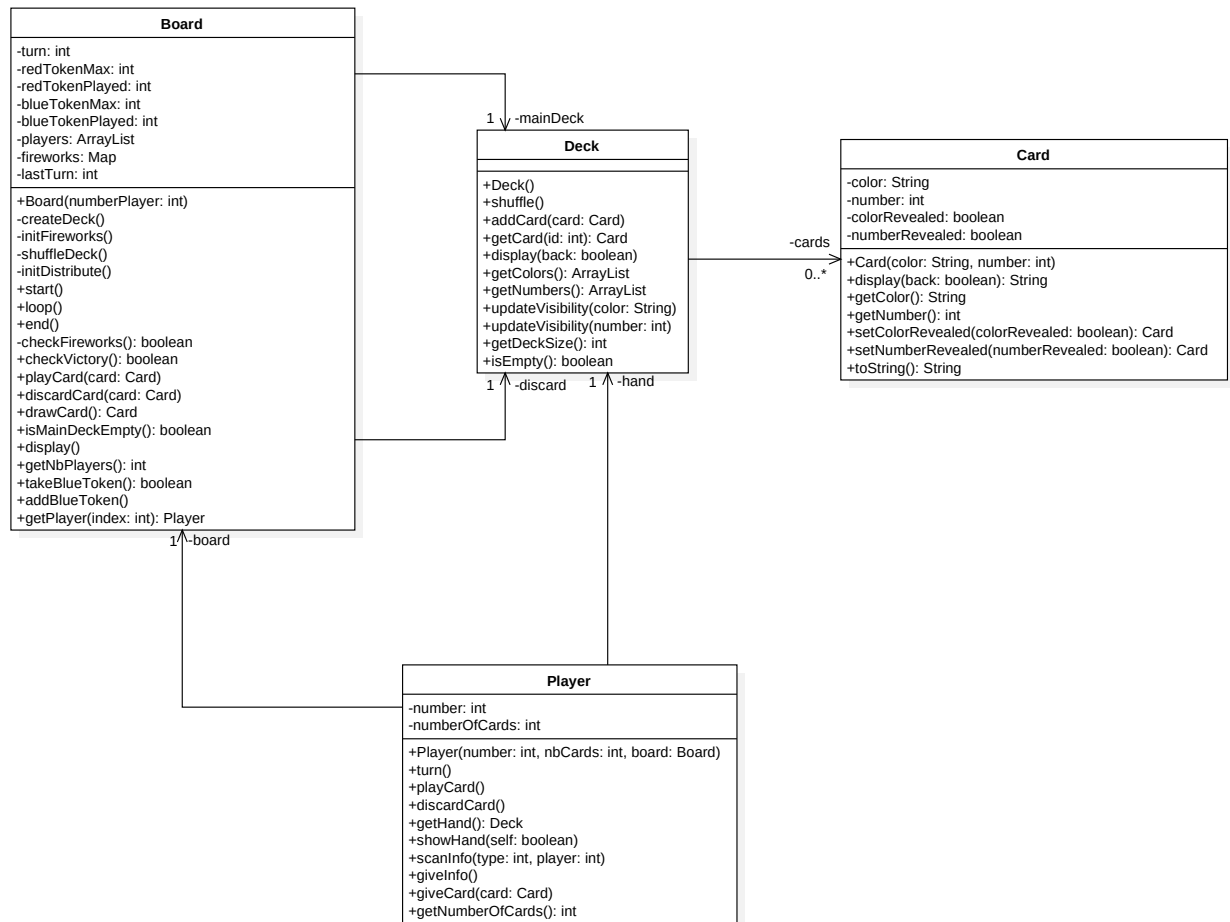 Board
-turn: int
-redTokenMax: int
-redTokenPlayed: int
-blueTokenMax: int
-blueTokenPlayed: int
-players: ArrayList
-fireworks: Map
-lastTurn: int
+Board(numberPlayer: int)
-createDeck()
-initFireworks()
-shuffleDeck()
-initDistribute()
+start()
+loop()
+end()
-checkFireworks(): boolean
+checkVictory(): boolean
+playCard(card: Card)
+discardCard(card: Card)
+drawCard(): Card
+isMainDeckEmpty(): boolean
+display()
+getNbPlayers(): int
+takeBlueToken(): boolean
+addBlueToken()
+getPlayer(index: int): Player
1 -board
1 -mainDeck
Deck
+Deck()
+shuffle()
+addCard(card: Card)
+getCard(id: int): Card
+display(back: boolean)
+getColors(): ArrayList
+getNumbers(): ArrayList
+updateVisibility(color: String)
+updateVisibility(number: int)
+getDeckSize(): int
+isEmpty(): boolean
1 -discard
1 -hand
-cards
0..*
Card
-color: String
-number: int
-colorRevealed: boolean
-numberRevealed: boolean
+Card(color: String, number: int)
+display(back: boolean): String
+getColor(): String
+getNumber(): int
+setColorRevealed(colorRevealed: boolean): Card
+setNumberRevealed(numberRevealed: boolean): Card
+toString(): String
Player
-number: int
-numberOfCards: int
+Player(number: int, nbCards: int, board: Board)
+turn()
+playCard()
+discardCard()
+getHand(): Deck
+showHand(self: boolean)
+scanInfo(type: int, player: int)
+giveInfo()
+giveCard(card: Card)
+getNumberOfCards(): int